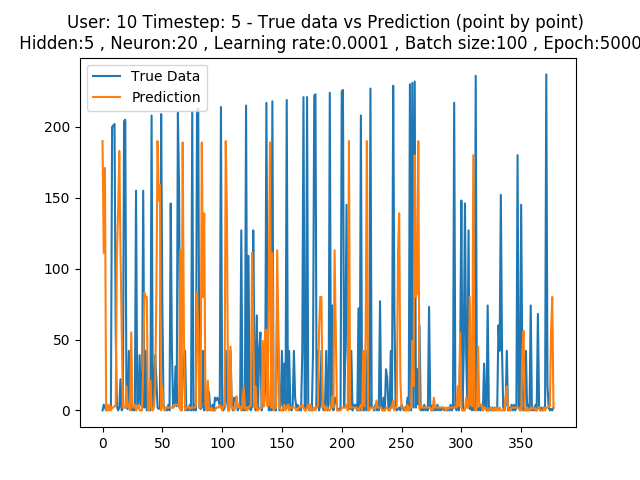 User: 10 Timestep: 5 - True data vs Prediction (point by point)
Hidden:5 , Neuron:20 , Learning rate:0.0001 , Batch size:100 , Epoch:5000
True Data
Prediction
200
150
100
50
0
0 50 100 150 200 250 300 350